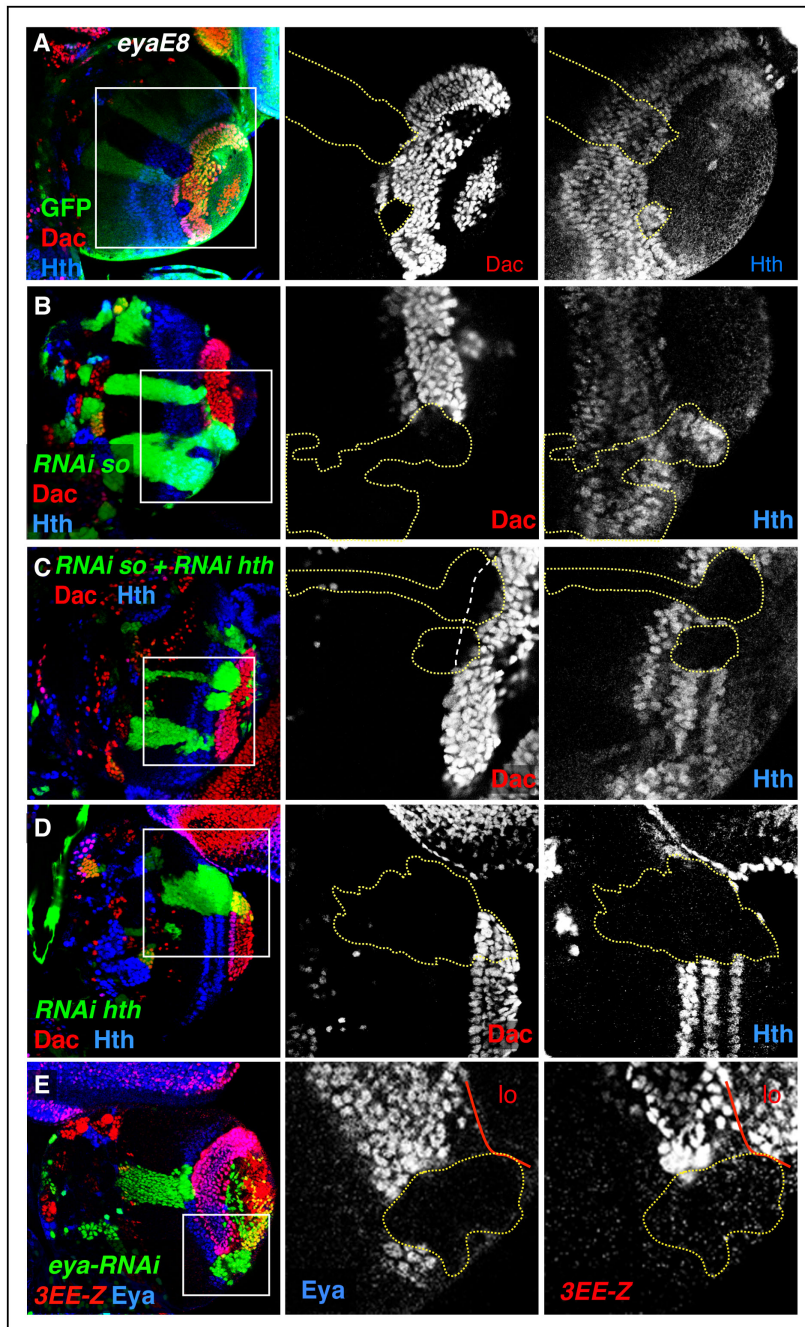 A
eyaE8
GFP
Dac
Hth
Dac
Hth
B
RNAi so
Dac
Hth
Dac
Hth
C
RNAi so + RNAi hth
Dac Hth
Dac
Hth
D
RNAi hth
Dac Hth
Dac
Hth
E
eya-RNAi
3EE-Z Eya
Eya
lo
3EE-Z
lo